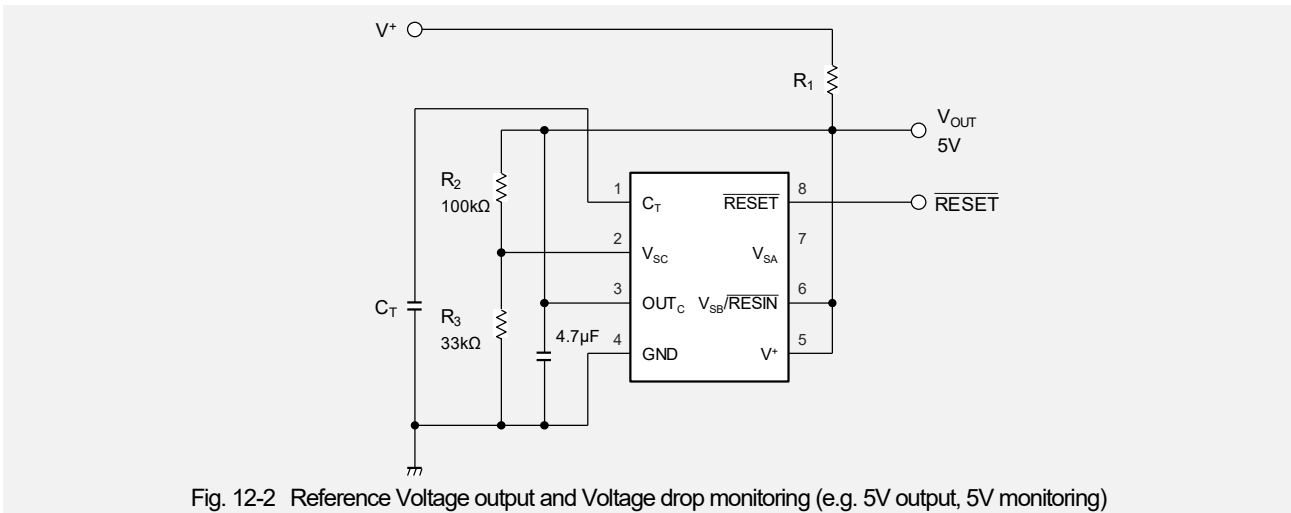 V⁺
R₁
V_OUT
5V
R₂
100kΩ
1
C_T
RESET
8
RESET
2
V_SC
V_SA
7
C_T
R₃
33kΩ
3
OUT_C
V_SB/RESIN
6
4.7µF
4
GND
V⁺
5
Fig. 12-2 Reference Voltage output and Voltage drop monitoring (e.g. 5V output, 5V monitoring)